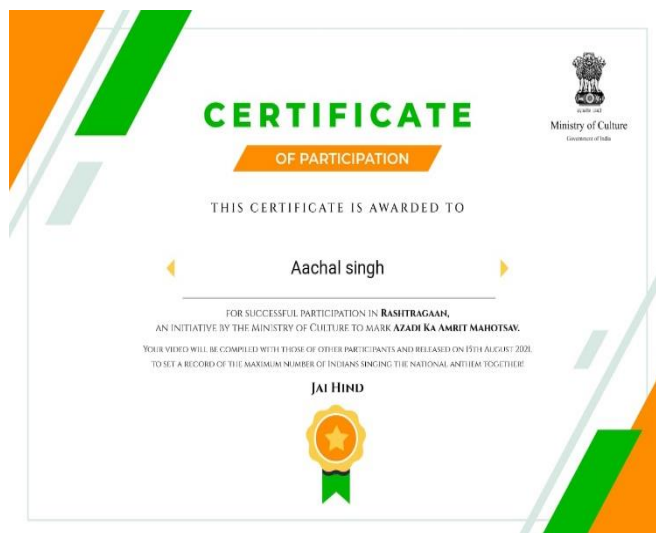 CERTIFICATE
OF PARTICIPATION
Ministry of Culture
Government of India
THIS CERTIFICATE IS AWARDED TO
Aachal singh
FOR SUCCESSFUL PARTICIPATION IN RASHTRAGAAN,
AN INITIATIVE BY THE MINISTRY OF CULTURE TO MARK AZADI KA AMRIT MAHOTSAV.
YOUR VIDEO WILL BE COMPILED WITH THOSE OF OTHER PARTICIPANTS AND RELEASED ON 15TH AUGUST 2021,
TO SET A RECORD OF THE MAXIMUM NUMBER OF INDIANS SINGING THE NATIONAL ANTHEM TOGETHER!
JAI HIND